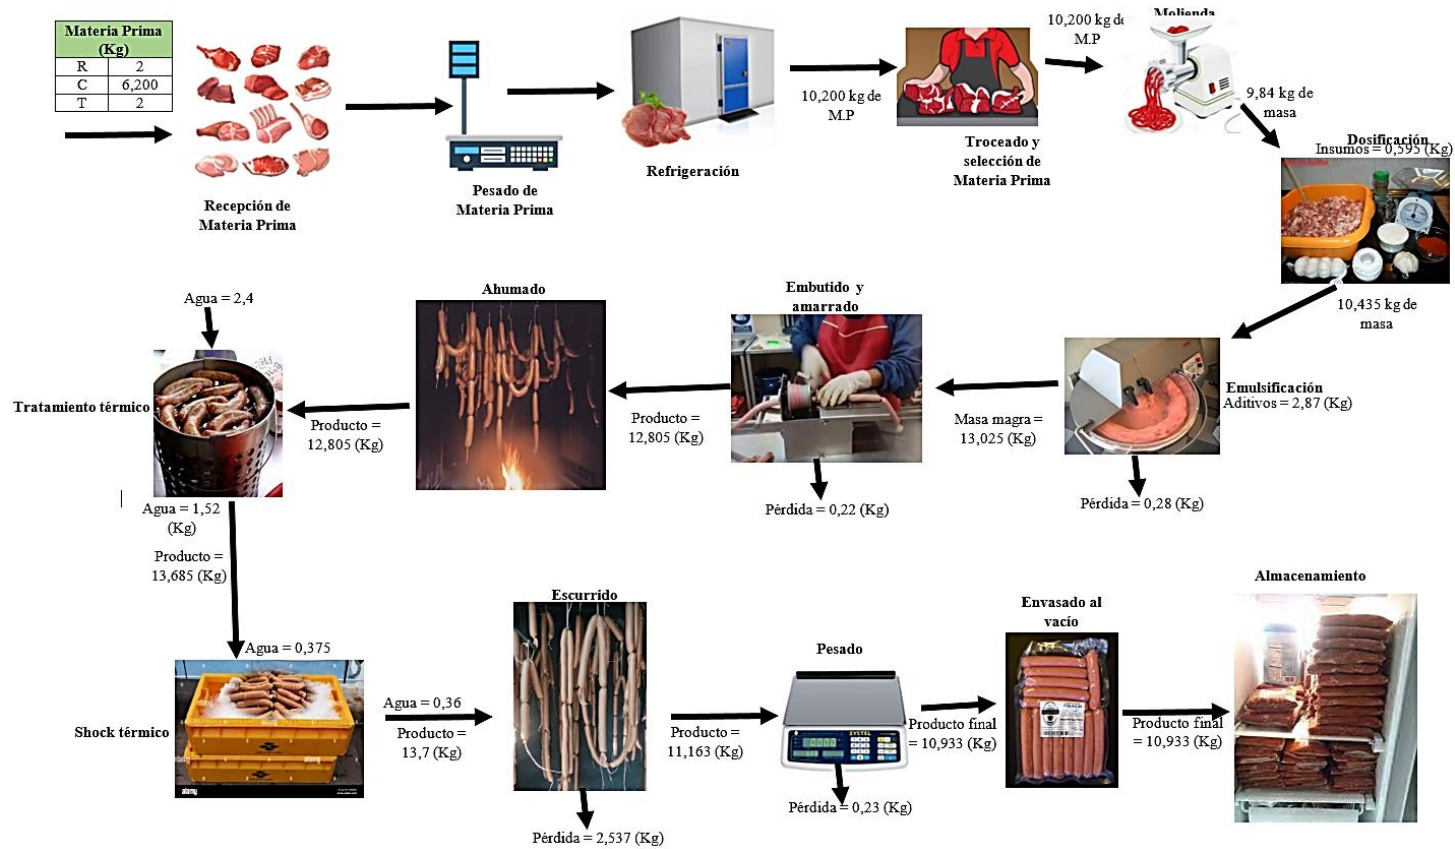 Materia Prima
(Kg)
R 2
C 6,200
T 2
Recepción de
Materia Prima
Pesado de
Materia Prima
Refrigeración
10,200 kg de
M.P
Troceado y
selección de
Materia Prima
10,200 kg de
M.P
Molienda
9,84 kg de
masa
Dosificación
Insumos = 0,595 (Kg)
10,435 kg de
masa
Emulsificación
Aditivos = 2,87 (Kg)
Pérdida = 0,28 (Kg)
Masa magra =
13,025 (Kg)
Embutido y
amarrado
Pérdida = 0,22 (Kg)
Producto =
12,805 (Kg)
Ahumado
Producto =
12,805 (Kg)
Agua = 2,4
Tratamiento térmico
Agua = 1,52
(Kg)
Producto =
13,685 (Kg)
Agua = 0,375
Shock térmico
alamy
Agua = 0,36
Producto =
13,7 (Kg)
Escurrido
Pérdida = 2,537 (Kg)
Producto =
11,163 (Kg)
Pesado
SYSTEL
Pérdida = 0,23 (Kg)
Producto final
= 10,933 (Kg)
Envasado al
vacío
Producto final
= 10,933 (Kg)
Almacenamiento